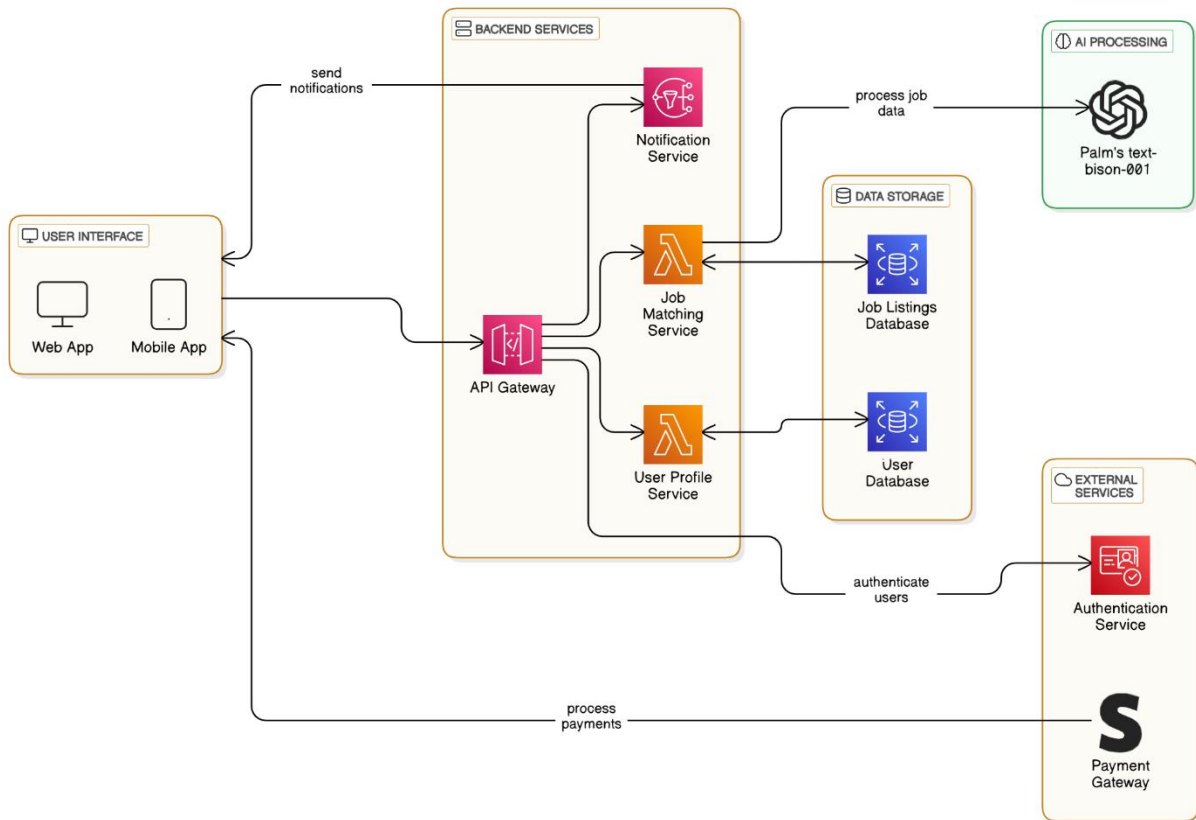 BACKEND SERVICES
AI PROCESSING
send
notifications
process job
data
Notification
Service
Palm's text-
bison-001
DATA STORAGE
USER INTERFACE
Job
Matching
Service
Job Listings
Database
Web App
Mobile App
API Gateway
User Profile
Service
User
Database
EXTERNAL
SERVICES
authenticate
users
Authentication
Service
process
payments
S
Payment
Gateway